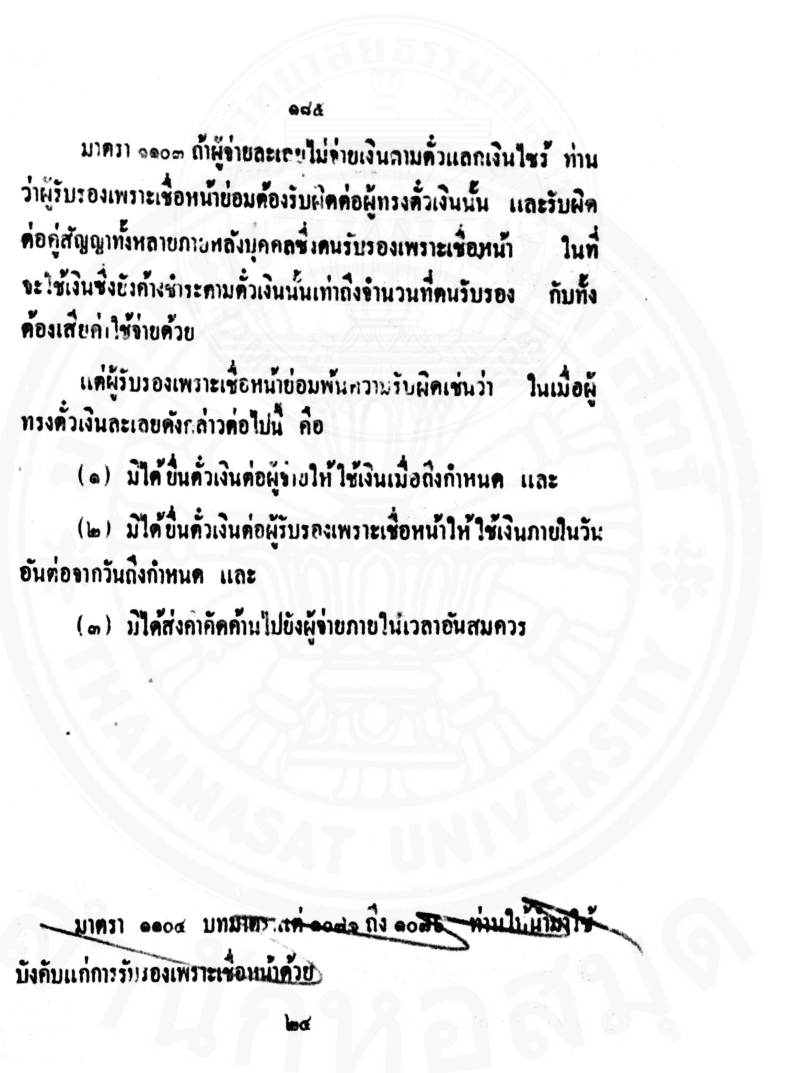 ๑๘๕
มาตรา ๑๑๐๓ ถ้าผู้จ่ายละเลยไม่จ่ายเงินตามตั๋วแลกเงินไซร้ ท่าน
ว่าผู้รับรองเพราะเชื่อหน้าย่อมต้องรับผิดต่อผู้ทรงตั๋วเงินนั้น และรับผิด
ต่อคู่สัญญาทั้งหลายภายหลังบุคคลซึ่งตนรับรองเพราะเชื่อหน้า ในที่
จะใช้เงินซึ่งยังค้างชำระตามตั๋วเงินนั้นเท่าถึงจำนวนที่ตนรับรอง กับทั้ง
ต้องเสียค่าใช้จ่ายด้วย
แต่ผู้รับรองเพราะเชื่อหน้าย่อมพ้นความรับผิดเช่นว่า ในเมื่อผู้
ทรงตั๋วเงินละเลยดังกล่าวต่อไปนี้ คือ
(๑) มิได้ยื่นตั๋วเงินต่อผู้จ่ายให้ใช้เงินเมื่อถึงกำหนด และ
(๒) มิได้ยื่นตั๋วเงินต่อผู้รับรองเพราะเชื่อหน้าให้ใช้เงินภายในวัน
อันต่อจากวันถึงกำหนด และ
(๓) มิได้ส่งคำคัดค้านไปยังผู้จ่ายภายในเวลาอันสมควร
มาตรา ๑๑๐๔ บทมาตราแต่ ถึง ท่านให้นำมาใช้
บังคับแก่การรับรองเพราะเชื่อหน้าด้วย
๒๔
THAMMASAT UNIVERSITY
สำนักหอสมุด